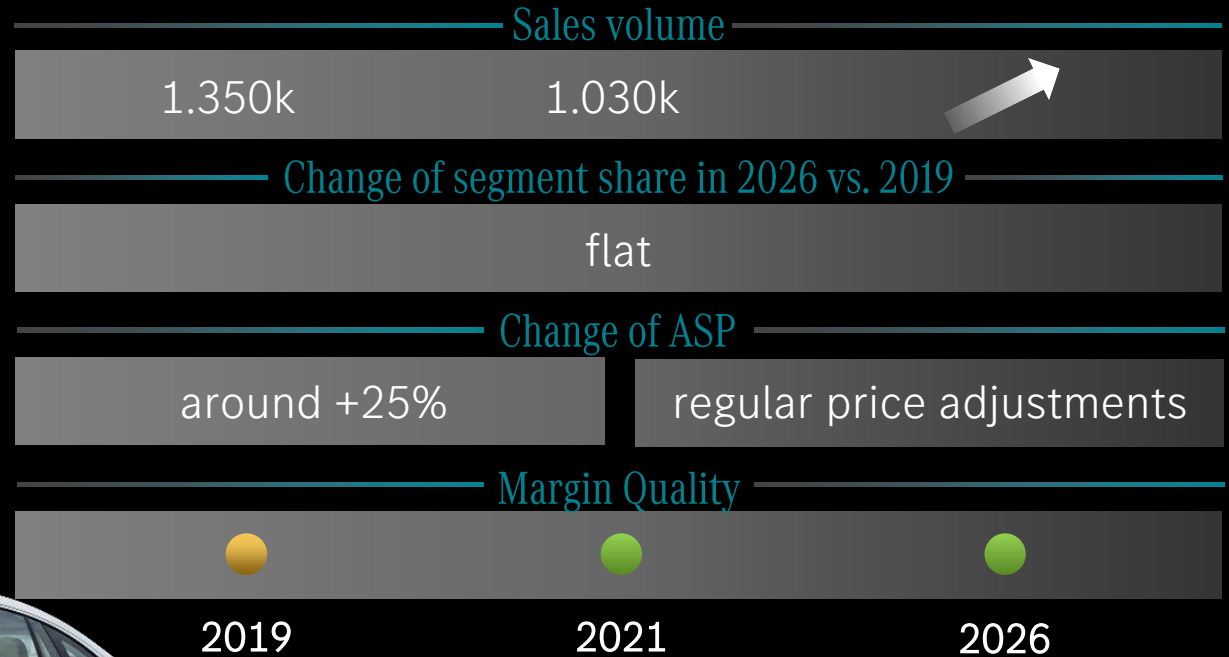 Sales volume
1.350k 1.030k
Change of segment share in 2026 vs. 2019
flat
Change of ASP
around +25% regular price adjustments
Margin Quality
2019 2021 2026